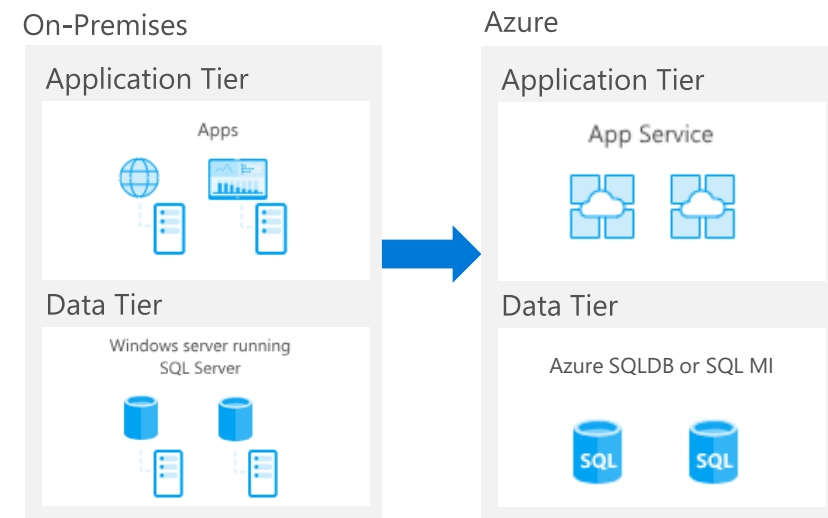 On-Premises
Application Tier
Apps
Data Tier
Windows server running
SQL Server
Azure
Application Tier
App Service
Data Tier
Azure SQLDB or SQL MI
SQL
SQL